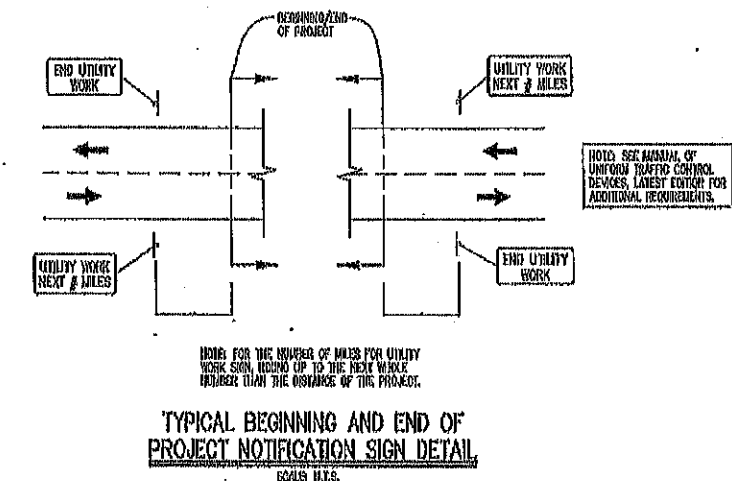 BEGINNING/END
OF PROJECT
END UTILITY
WORK
UTILITY WORK
NEXT # MILES
NOTE: SEE MANUAL OF
UNIFORM TRAFFIC CONTROL
DEVICES, LATEST EDITION FOR
ADDITIONAL REQUIREMENTS.
UTILITY WORK
NEXT # MILES
END UTILITY
WORK
NOTE: FOR THE NUMBER OF MILES FOR UTILITY
WORK SIGN, ROUND UP TO THE NEXT WHOLE
NUMBER THAN THE DISTANCE OF THE PROJECT.
TYPICAL BEGINNING AND END OF
PROJECT NOTIFICATION SIGN DETAIL
SCALE: N.T.S.